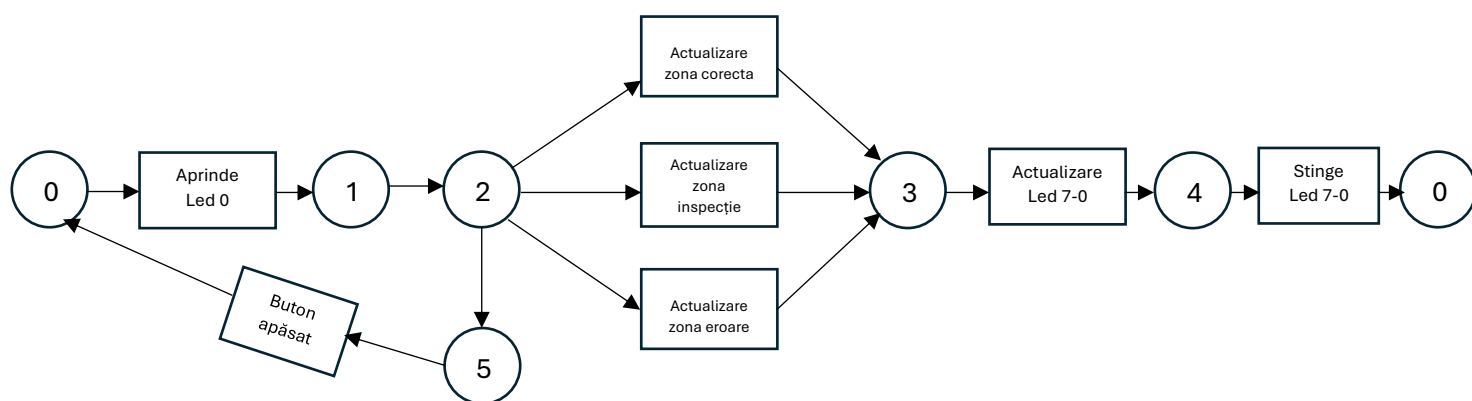 Actualizare
zona corecta
0
Aprinde
Led 0
1
2
Actualizare
zona
inspecție
3
Actualizare
Led 7-0
4
Stinge
Led 7-0
0
Buton
apăsat
Actualizare
zona eroare
5